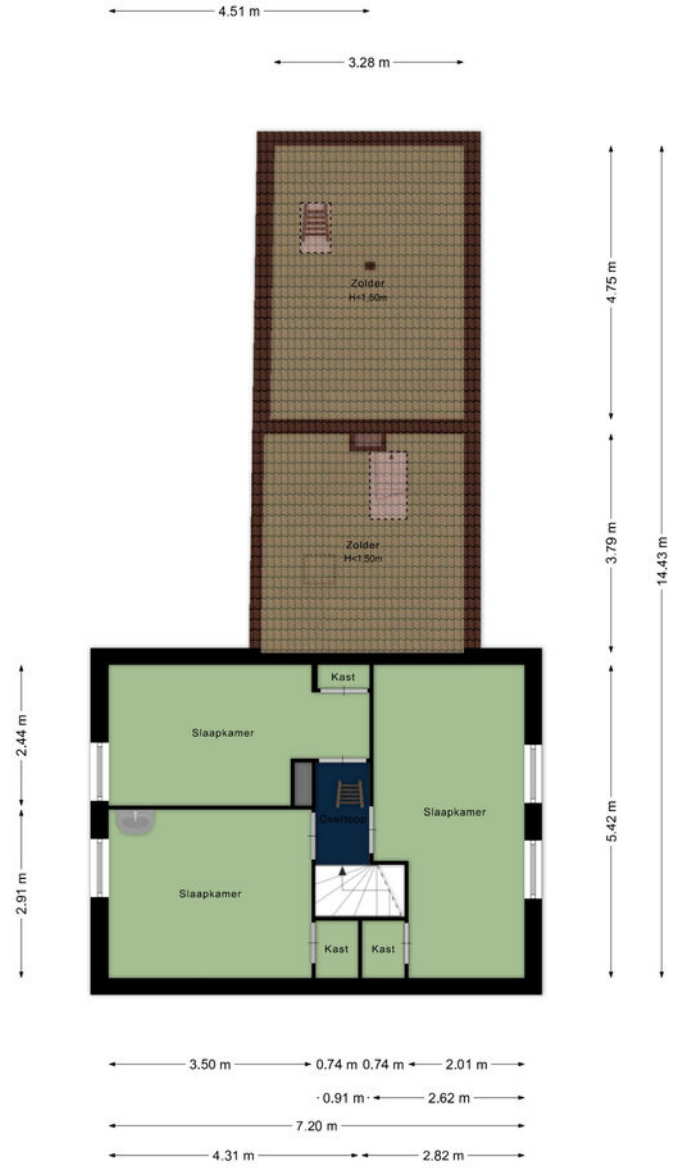 4.51 m
3.28 m
Zolder
H<1,50m
4.75 m
Zolder
H<1,50m
3.79 m
14.43 m
Kast
Slaapkamer
2.44 m
Overloop
Slaapkamer
5.42 m
Slaapkamer
2.91 m
Kast
Kast
3.50 m
0.74 m
0.74 m
2.01 m
0.91 m
2.62 m
7.20 m
4.31 m
2.82 m